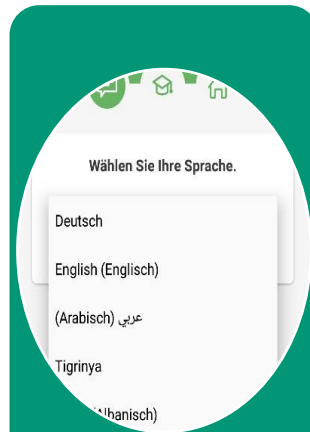 Wählen Sie Ihre Sprache.
Deutsch
English (Englisch)
عربي (Arabisch)
Tigrinya